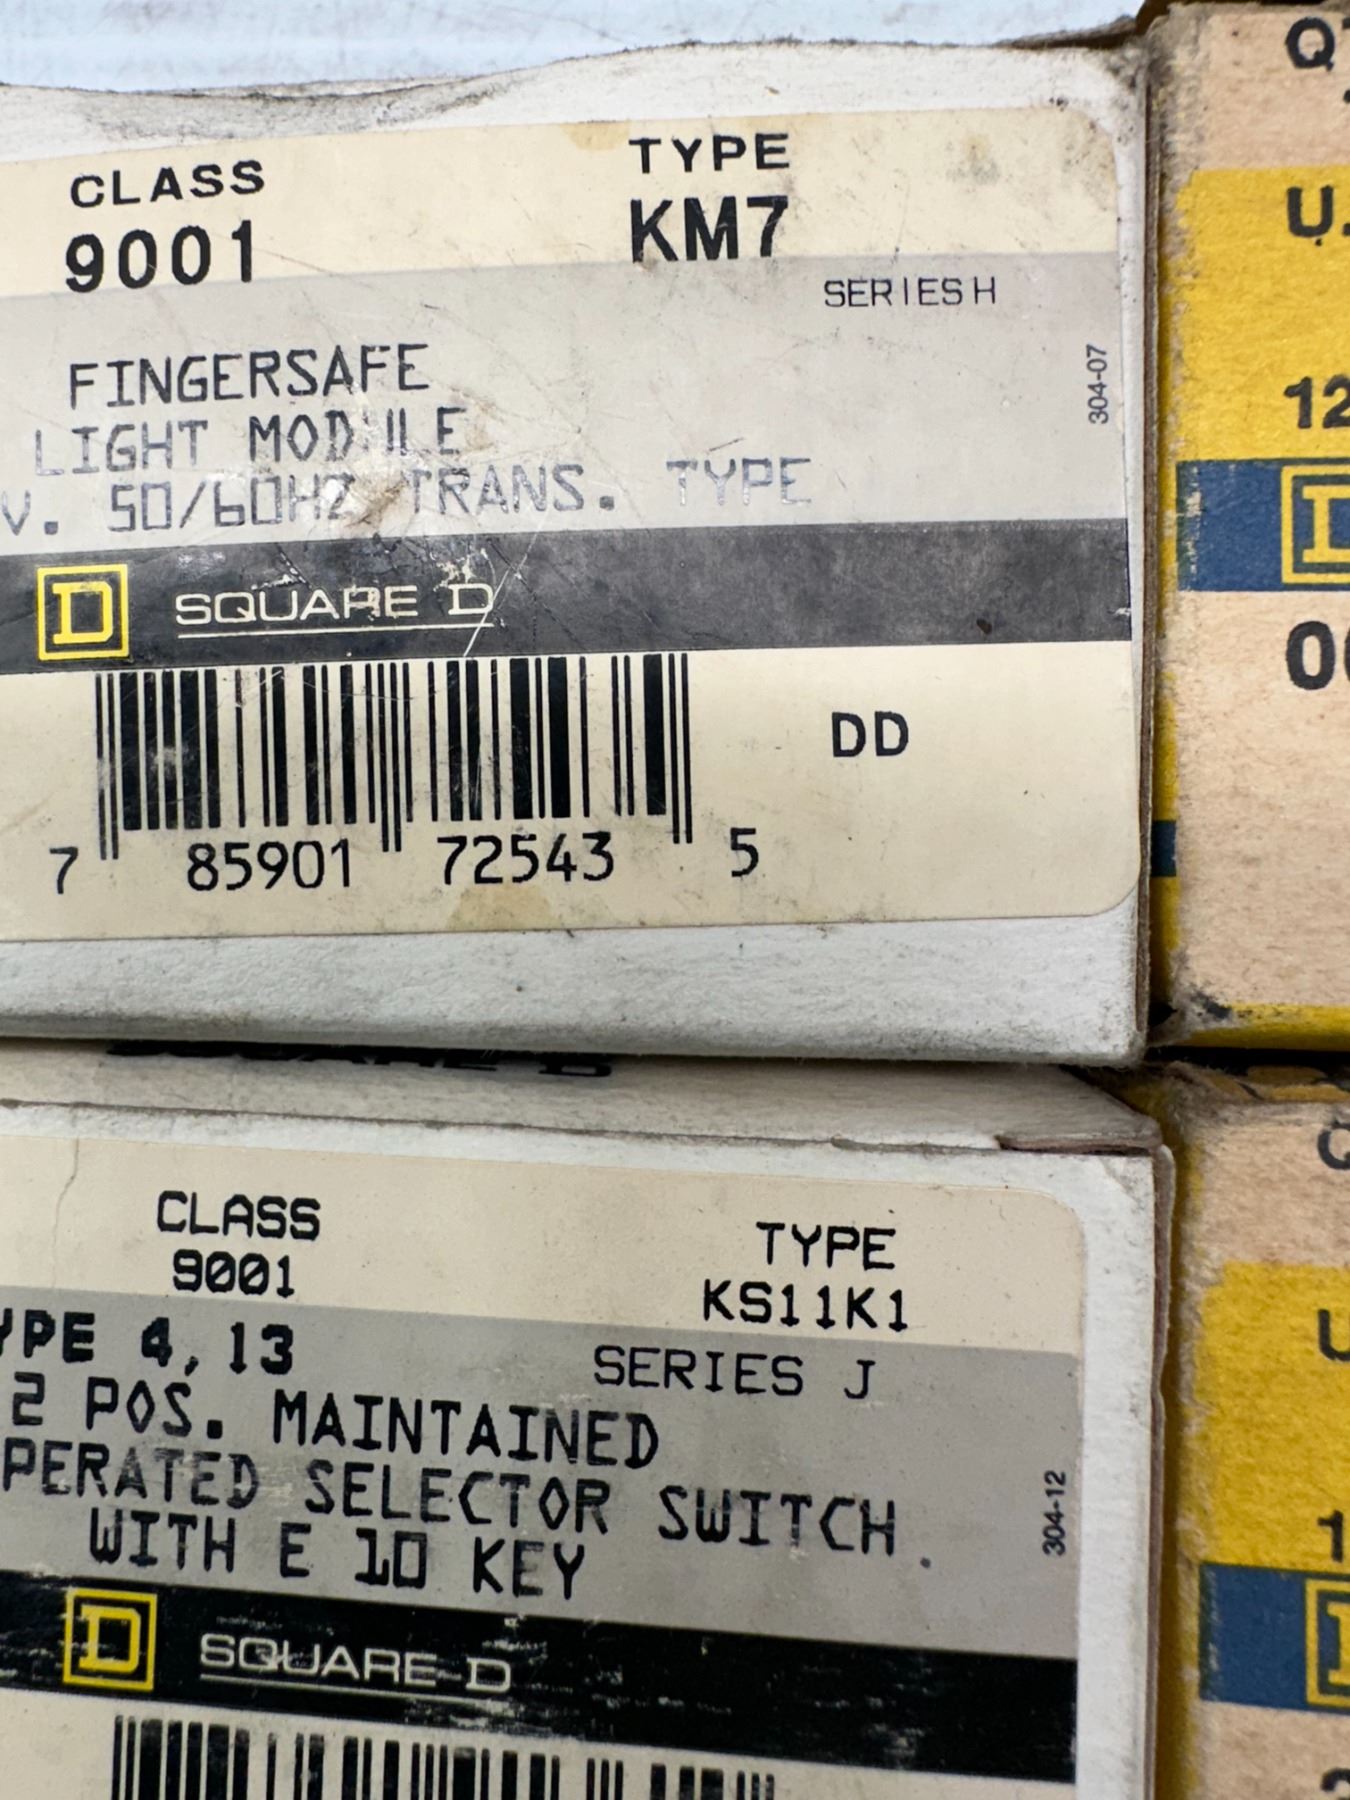 CLASS TYPE
9001 KM7
SERIES H
FINGERSAFE
LIGHT MODULE
V. 50/60HZ TRANS. TYPE
304-07
D SQUARE D
DD
7 85901 72543 5
CLASS TYPE
9001 KS11K1
YPE 4,13
SERIES J
2 POS. MAINTAINED
PERATED SELECTOR SWITCH
WITH E 10 KEY
304-12
D SQUARE D
U.
12
D
U
1